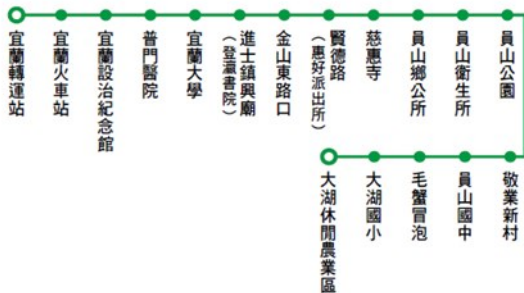 宜蘭轉運站
宜蘭火車站
宜蘭設治紀念館
普門醫院
宜蘭大學
進士鎮興廟
（登瀛書院）
金山東路口
賢德路
（惠好派出所）
慈惠寺
員山鄉公所
員山衛生所
員山公園
敬業新村
員山國中
毛蟹冒泡
大湖國小
大湖休閒農業區